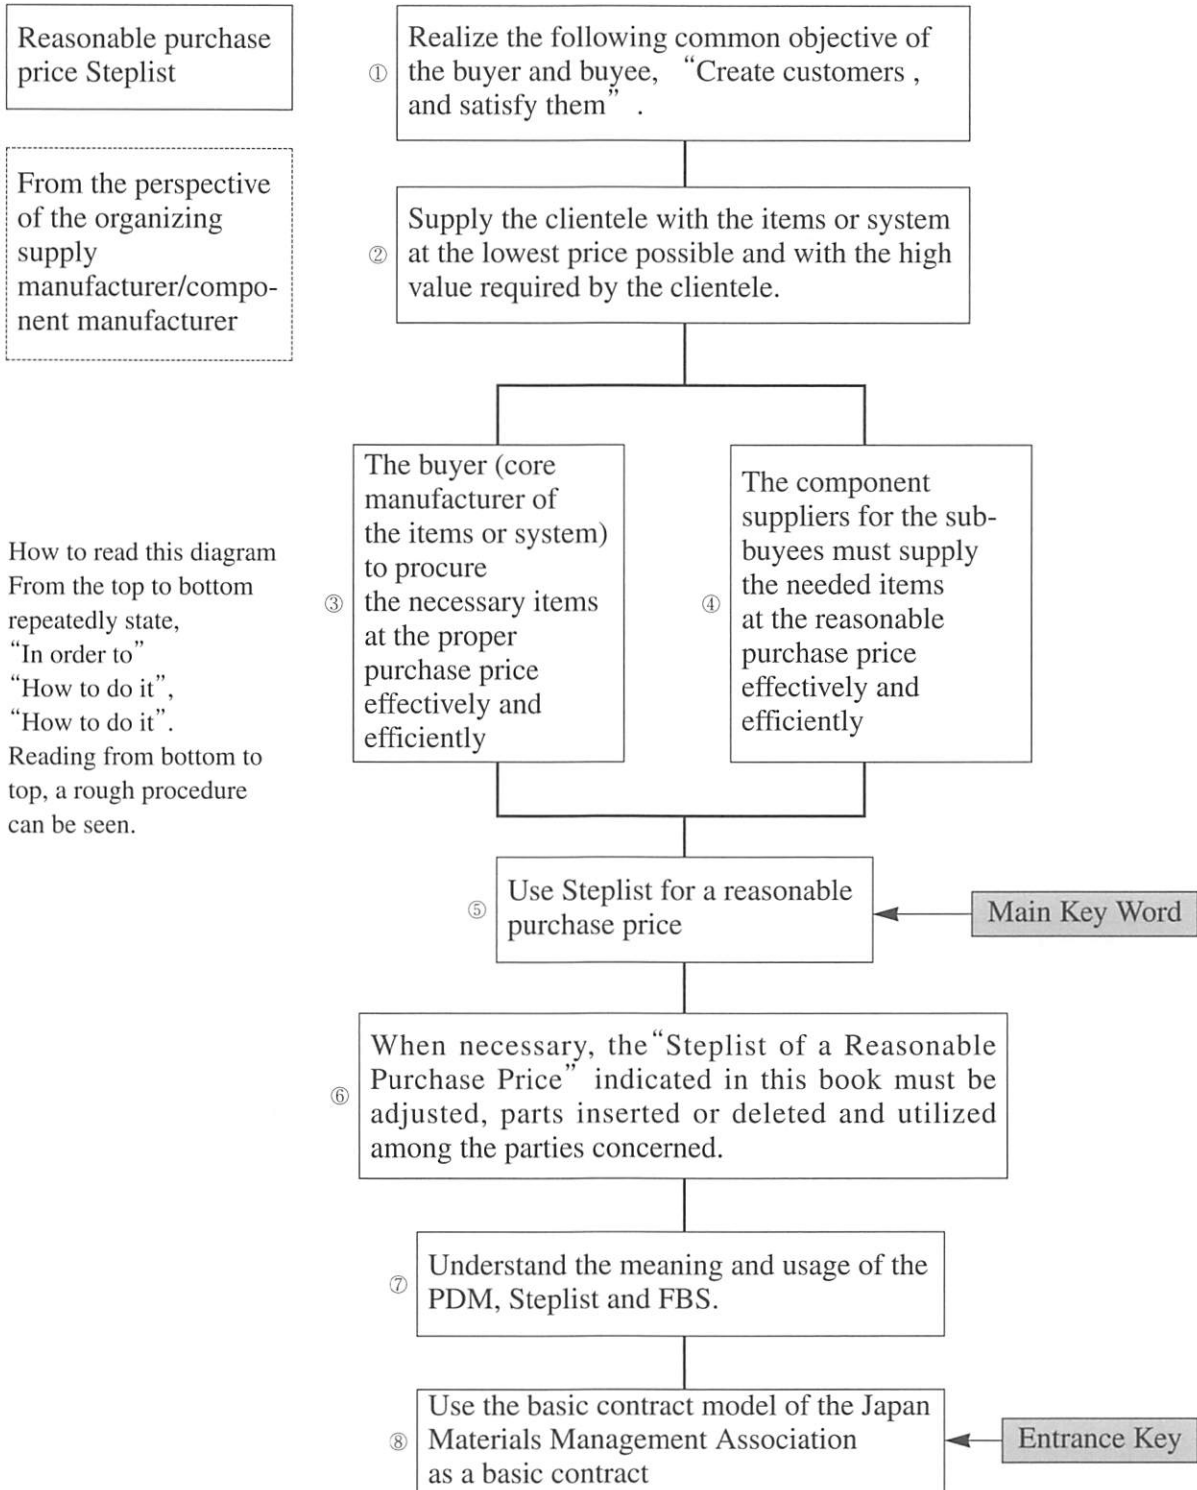 Reasonable purchase
price Steplist
From the perspective
of the organizing
supply
manufacturer/compo-
nent manufacturer
How to read this diagram
From the top to bottom
repeatedly state,
“In order to”
“How to do it”,
“How to do it”.
Reading from bottom to
top, a rough procedure
can be seen.
①
Realize the following common objective of
the buyer and buyee, “Create customers ,
and satisfy them” .
②
Supply the clientele with the items or system
at the lowest price possible and with the high
value required by the clientele.
③
The buyer (core
manufacturer of
the items or system)
to procure
the necessary items
at the proper
purchase price
effectively and
efficiently
④
The component
suppliers for the sub-
buyees must supply
the needed items
at the reasonable
purchase price
effectively and
efficiently
⑤
Use Steplist for a reasonable
purchase price
Main Key Word
⑥
When necessary, the “Steplist of a Reasonable
Purchase Price” indicated in this book must be
adjusted, parts inserted or deleted and utilized
among the parties concerned.
⑦
Understand the meaning and usage of the
PDM, Steplist and FBS.
⑧
Use the basic contract model of the Japan
Materials Management Association
as a basic contract
Entrance Key